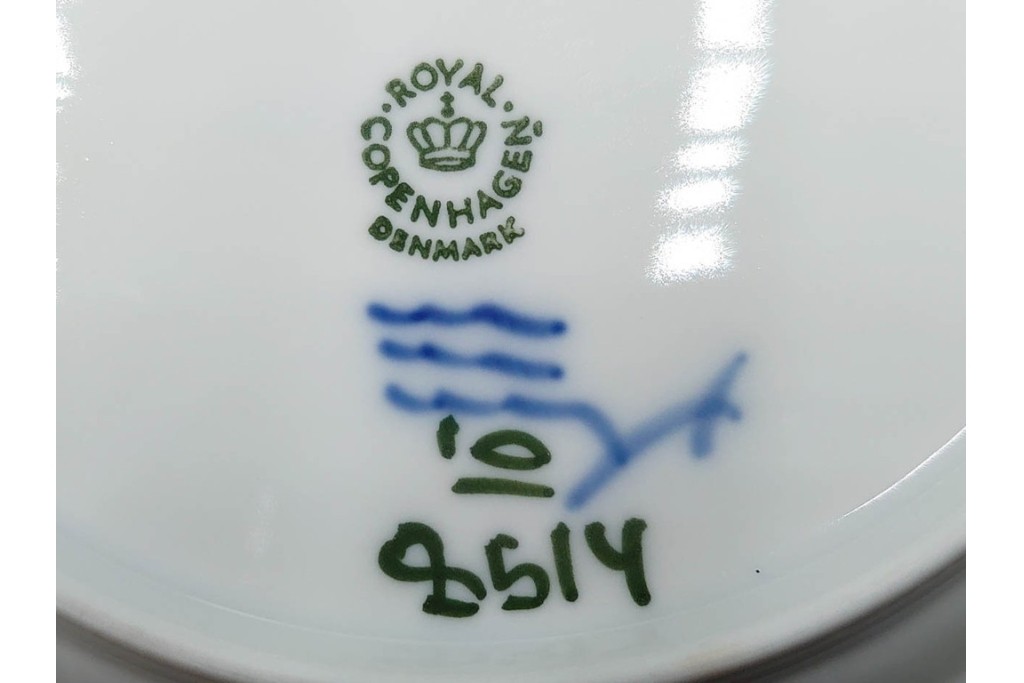 ROYAL
COPENHAGEN
DENMARK
10
8514